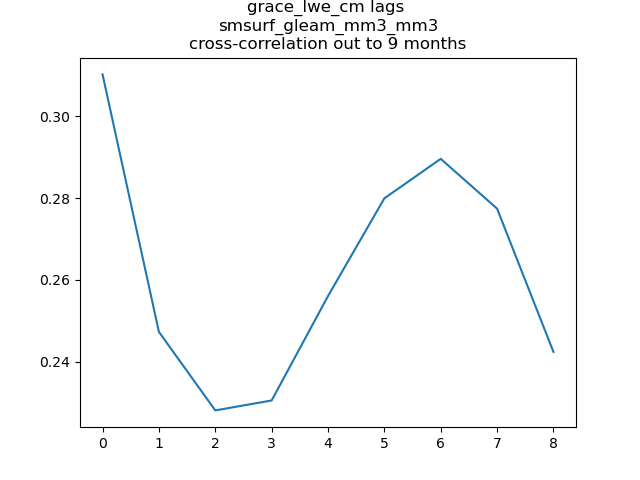 grace_lwe_cm lags
smsurf_gleam_mm3_mm3
cross-correlation out to 9 months
0.30
0.28
0.26
0.24
0 1 2 3 4 5 6 7 8